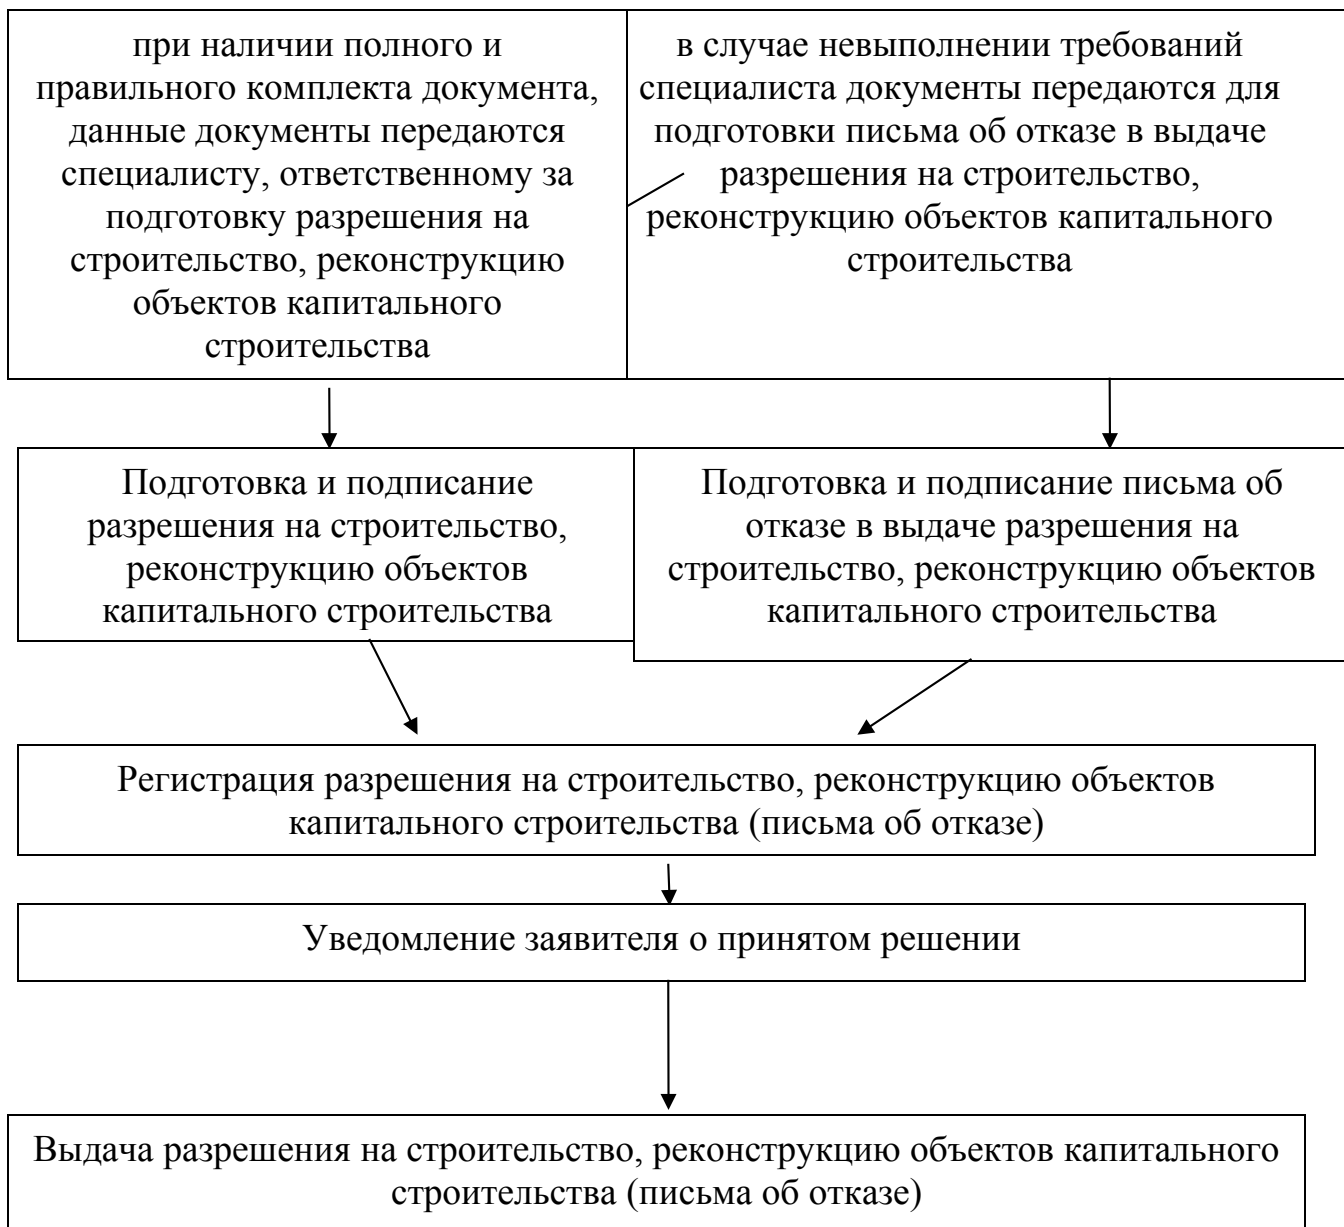 при наличии полного и
правильного комплекта документа,
данные документы передаются
специалисту, ответственному за
подготовку разрешения на
строительство, реконструкцию
объектов капитального
строительства
в случае невыполнении требований
специалиста документы передаются для
подготовки письма об отказе в выдаче
разрешения на строительство,
реконструкцию объектов капитального
строительства
Подготовка и подписание
разрешения на строительство,
реконструкцию объектов
капитального строительства
Подготовка и подписание письма об
отказе в выдаче разрешения на
строительство, реконструкцию объектов
капитального строительства
Регистрация разрешения на строительство, реконструкцию объектов
капитального строительства (письма об отказе)
Уведомление заявителя о принятом решении
Выдача разрешения на строительство, реконструкцию объектов капитального
строительства (письма об отказе)